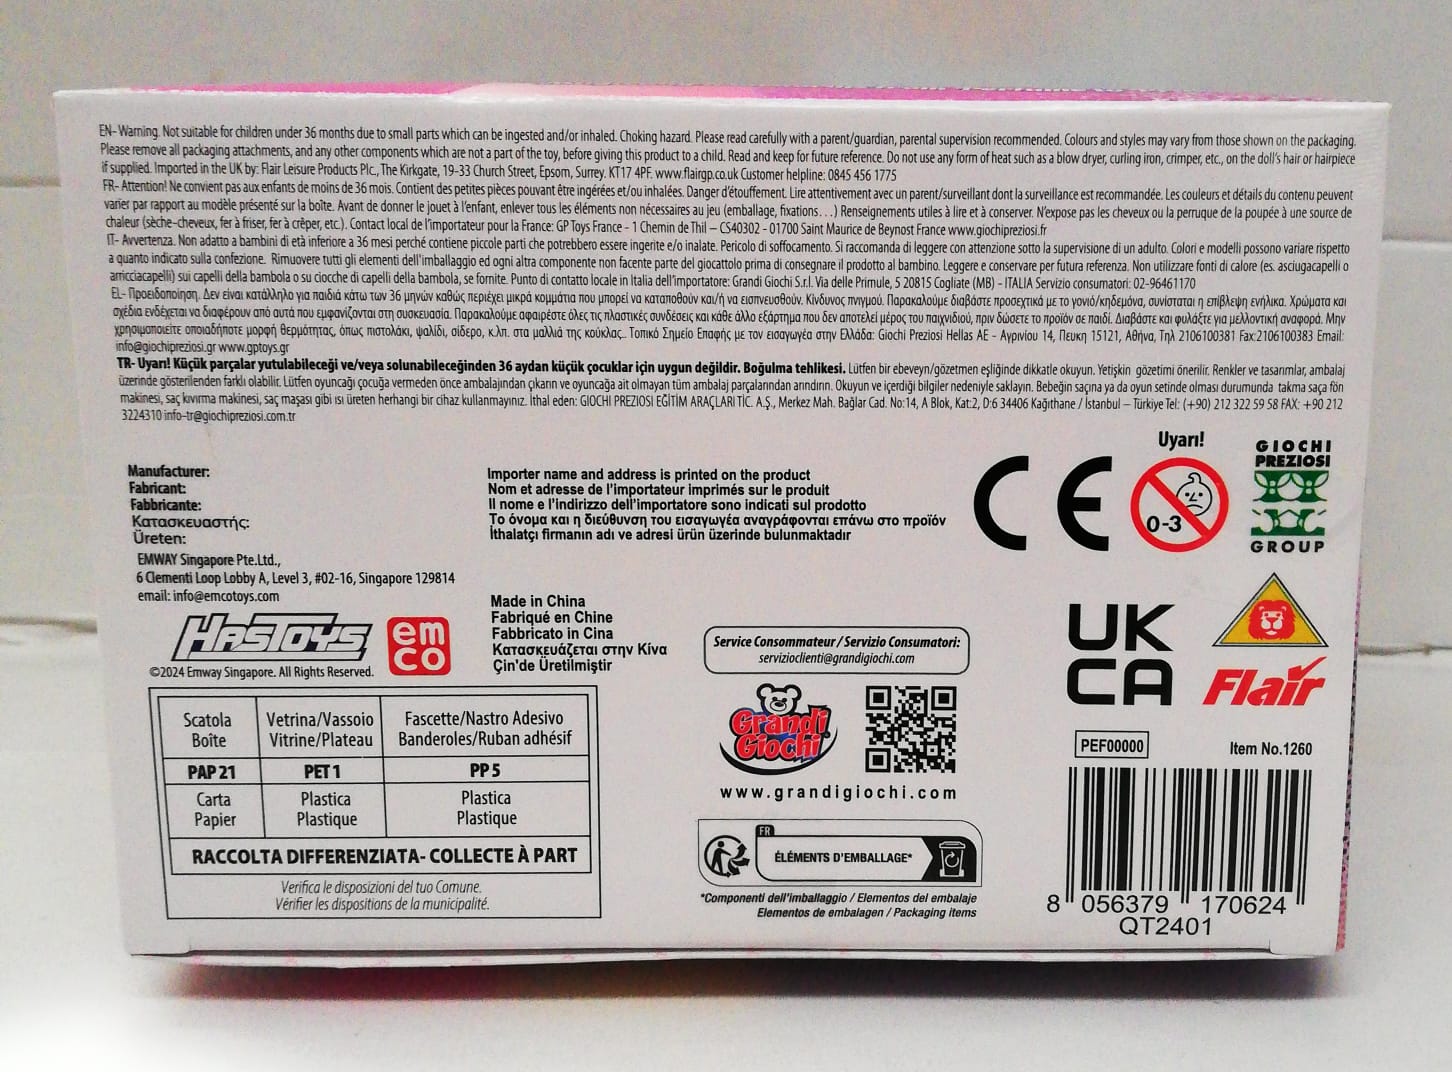 EN- Warning. Not suitable for children under 36 months due to small parts which can be ingested and/or inhaled. Choking hazard. Please read carefully with a parent/guardian, parental supervision recommended. Colours and styles may vary from those shown on the packaging.
Please remove all packaging attachments, and any other components which are not a part of the toy, before giving this product to a child. Read and keep for future reference. Do not use any form of heat such as a blow dryer, curling iron, crimper, etc., on the doll's hair or hairpiece
if supplied. Imported in the UK by: Flair Leisure Products Plc., The Kirkgate, 19-33 Church Street, Epsom, Surrey. KT17 4PF. www.flairgp.co.uk Customer helpline: 0845 456 1775
FR- Attention! Ne convient pas aux enfants de moins de 36 mois. Contient des petites pièces pouvant être ingérées et/ou inhalées. Danger d'étouffement. Lire attentivement avec un parent/surveillant dont la surveillance est recommandée. Les couleurs et détails du contenu peuvent
varier par rapport au modèle présenté sur la boîte. Avant de donner le jouet à l'enfant, enlever tous les éléments non nécessaires au jeu (emballage, fixations…) Renseignements utiles à lire et à conserver. N'expose pas les cheveux ou la perruque de la poupée à une source de
chaleur (sèche-cheveux, fer à friser, fer à crêper, etc.). Contact local de l'importateur pour la France: GP Toys France - 1 Chemin de Thil – CS40302 - 01700 Saint Maurice de Beynost France www.giochipreziosi.fr
IT- Avvertenza. Non adatto a bambini di età inferiore a 36 mesi perché contiene piccole parti che potrebbero essere ingerite e/o inalate. Pericolo di soffocamento. Si raccomanda di leggere con attenzione sotto la supervisione di un adulto. Colori e modelli possono variare rispetto
a quanto indicato sulla confezione. Rimuovere tutti gli elementi dell'imballaggio ed ogni altra componente non facente parte del giocattolo prima di consegnare il prodotto al bambino. Leggere e conservare per futura referenza. Non utilizzare fonti di calore (es. asciugacapelli o
arricciacapelli) sui capelli della bambola o su ciocche di capelli della bambola, se fornite. Punto di contatto locale in Italia dell'importatore: Grandi Giochi S.r.l. Via delle Primule, 5 20815 Cogliate (MB) - ITALIA Servizio consumatori: 02-96461170
EL- Προειδοποίηση. Δεν είναι κατάλληλο για παιδιά κάτω των 36 μηνών καθώς περιέχει μικρά κομμάτια που μπορεί να καταποθούν και/ή να εισπνευσθούν. Κίνδυνος πνιγμού. Παρακαλούμε διαβάστε προσεχτικά με το γονιό/κηδεμόνα, συνίσταται η επίβλεψη ενήλικα. Χρώματα και
σχέδια ενδέχεται να διαφέρουν από αυτά που εμφανίζονται στη συσκευασία. Παρακαλούμε αφαιρέστε όλες τις πλαστικές συνδέσεις και κάθε άλλο εξάρτημα που δεν αποτελεί μέρος του παιχνιδιού, πριν δώσετε το προϊόν σε παιδί. Διαβάστε και φυλάξτε για μελλοντική αναφορά. Μην
χρησιμοποιείτε οποιαδήποτε μορφή θερμότητας, όπως πιστολάκι, ψαλίδι, σίδερο, κ.λπ. στα μαλλιά της κούκλας. Τοπικό Σημείο Επαφής με τον εισαγωγέα στην Ελλάδα: Giochi Preziosi Hellas AE - Αγρινίου 14, Πευκη 15121, Αθήνα, Τηλ 2106100381 Fax:2106100383 Email:
info@giochipreziosi.gr www.gptoys.gr
TR- Uyarı! Küçük parçalar yutulabileceği ve/veya solunabileceğinden 36 aydan küçük çocuklar için uygun değildir. Boğulma tehlikesi. Lütfen bir ebeveyn/gözetmen eşliğinde dikkatle okuyun. Yetişkin gözetimi önerilir. Renkler ve tasarımlar, ambalaj
üzerinde gösterilenden farklı olabilir. Lütfen oyuncağı çocuğa vermeden önce ambalajından çıkarın ve oyuncağa ait olmayan tüm ambalaj parçalarından arındırın. Okuyun ve içerdiği bilgiler nedeniyle saklayın. Bebeğin saçına ya da oyun setinde olması durumunda takma saça fön
makinesi, saç kıvırma makinesi, saç maşası gibi ısı üreten herhangi bir cihaz kullanmayınız. İthal eden: GIOCHI PREZIOSI EĞİTİM ARAÇLARI TİC. A.Ş., Merkez Mah. Bağlar Cad. No:14, A Blok, Kat:2, D:6 34406 Kağıthane / İstanbul – Türkiye Tel: (+90) 212 322 59 58 FAX: +90 212
3224310 info-tr@giochipreziosi.com.tr
Manufacturer:
Fabricant:
Fabbricante:
Κατασκευαστής:
Üreten:
EMWAY Singapore Pte.Ltd.,
6 Clementi Loop Lobby A, Level 3, #02-16, Singapore 129814
email: info@emcotoys.com
HASTOYS
em
co
©2024 Emway Singapore. All Rights Reserved.
Importer name and address is printed on the product
Nom et adresse de l'importateur imprimés sur le produit
Il nome e l'indirizzo dell'importatore sono indicati sul prodotto
Το όνομα και η διεύθυνση του εισαγωγέα αναγράφονται επάνω στο προϊόν
İthalatçı firmanın adı ve adresi ürün üzerinde bulunmaktadır
Made in China
Fabriqué en Chine
Fabbricato in Cina
Κατασκευάζεται στην Κίνα
Çin'de Üretilmiştir
CE
Uyarı!
0-3
GIOCHI
PREZIOSI
GROUP
UK
CA
Flair
Service Consommateur / Servizio Consumatori:
servizioclienti@grandigiochi.com
Grandi
Giochi
www.grandigiochi.com
Scatola Vetrina/Vassoio Fascette/Nastro Adesivo
Boîte Vitrine/Plateau Banderoles/Ruban adhésif
PAP 21 PET 1 PP 5
Carta Plastica Plastica
Papier Plastique Plastique
RACCOLTA DIFFERENZIATA- COLLECTE À PART
Verifica le disposizioni del tuo Comune.
Vérifier les dispositions de la municipalité.
FR
ÉLÉMENTS D'EMBALLAGE*
*Componenti dell'imballaggio / Elementos del embalaje
Elementos de embalagen / Packaging items
PEF00000
Item No.1260
8 056379 170624
QT2401